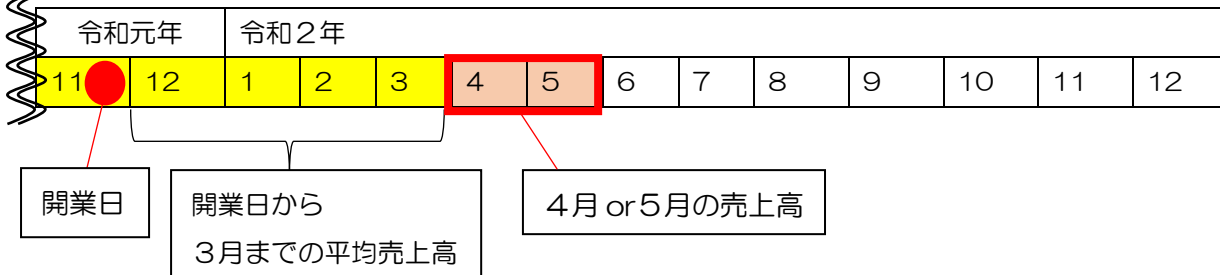 令和元年 令和２年
11 12 １ ２ ３ ４ ５ ６ ７ ８ ９ 10 11 12
開業日
開業日から
３月までの平均売上高
４月or５月の売上高